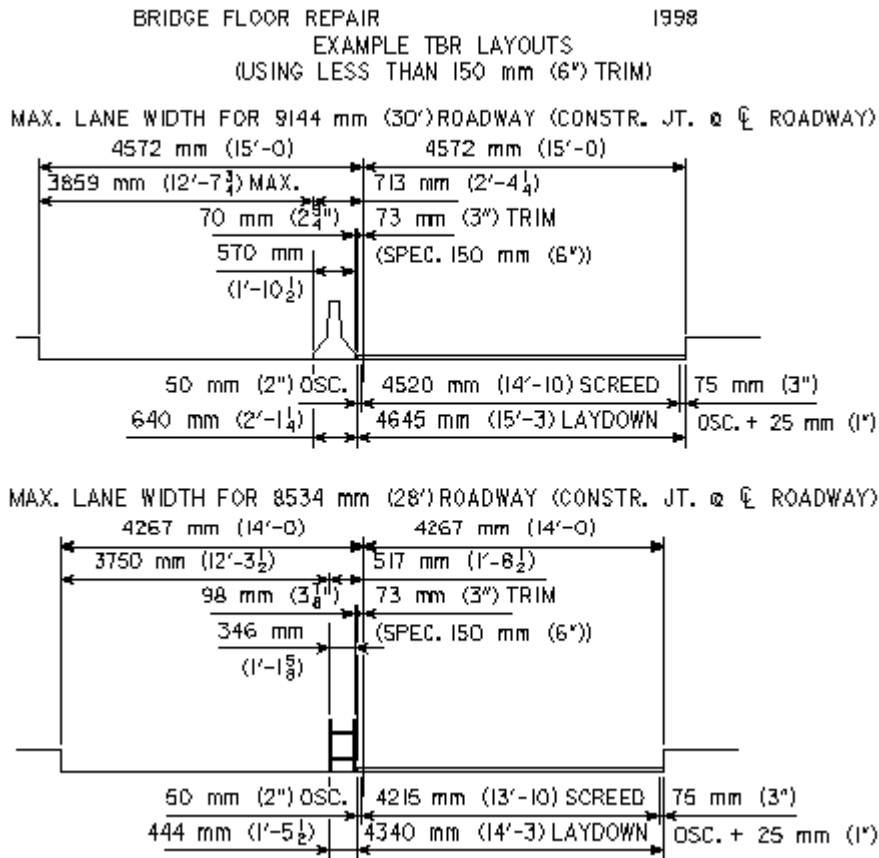 BRIDGE FLOOR REPAIR 1998
EXAMPLE TBR LAYOUTS
(USING LESS THAN 150 mm (6") TRIM)
MAX. LANE WIDTH FOR 9144 mm (30') ROADWAY (CONSTR. JT. @ ℄ ROADWAY)
4572 mm (15'-0) 4572 mm (15'-0)
3859 mm (12'-7¾) MAX. 713 mm (2'-4¼)
70 mm (2¾") 73 mm (3") TRIM
570 mm (SPEC. 150 mm (6"))
(1'-10½)
50 mm (2") OSC. 4520 mm (14'-10) SCREED 75 mm (3")
640 mm (2'-1¼) 4645 mm (15'-3) LAYDOWN OSC. + 25 mm (1")
MAX. LANE WIDTH FOR 8534 mm (28') ROADWAY (CONSTR. JT. @ ℄ ROADWAY)
4267 mm (14'-0) 4267 mm (14'-0)
3750 mm (12'-3½) 517 mm (1'-8½)
98 mm (3⅞") 73 mm (3") TRIM
346 mm (SPEC. 150 mm (6"))
(1'-1⅝)
50 mm (2") OSC. 4215 mm (13'-10) SCREED 75 mm (3")
444 mm (1'-5½) 4340 mm (14'-3) LAYDOWN OSC. + 25 mm (1")